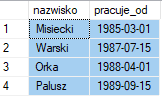 nazwisko pracuje_od
1 Misiecki 1985-03-01
2 Warski 1987-07-15
3 Orka 1988-04-01
4 Palusz 1989-09-15